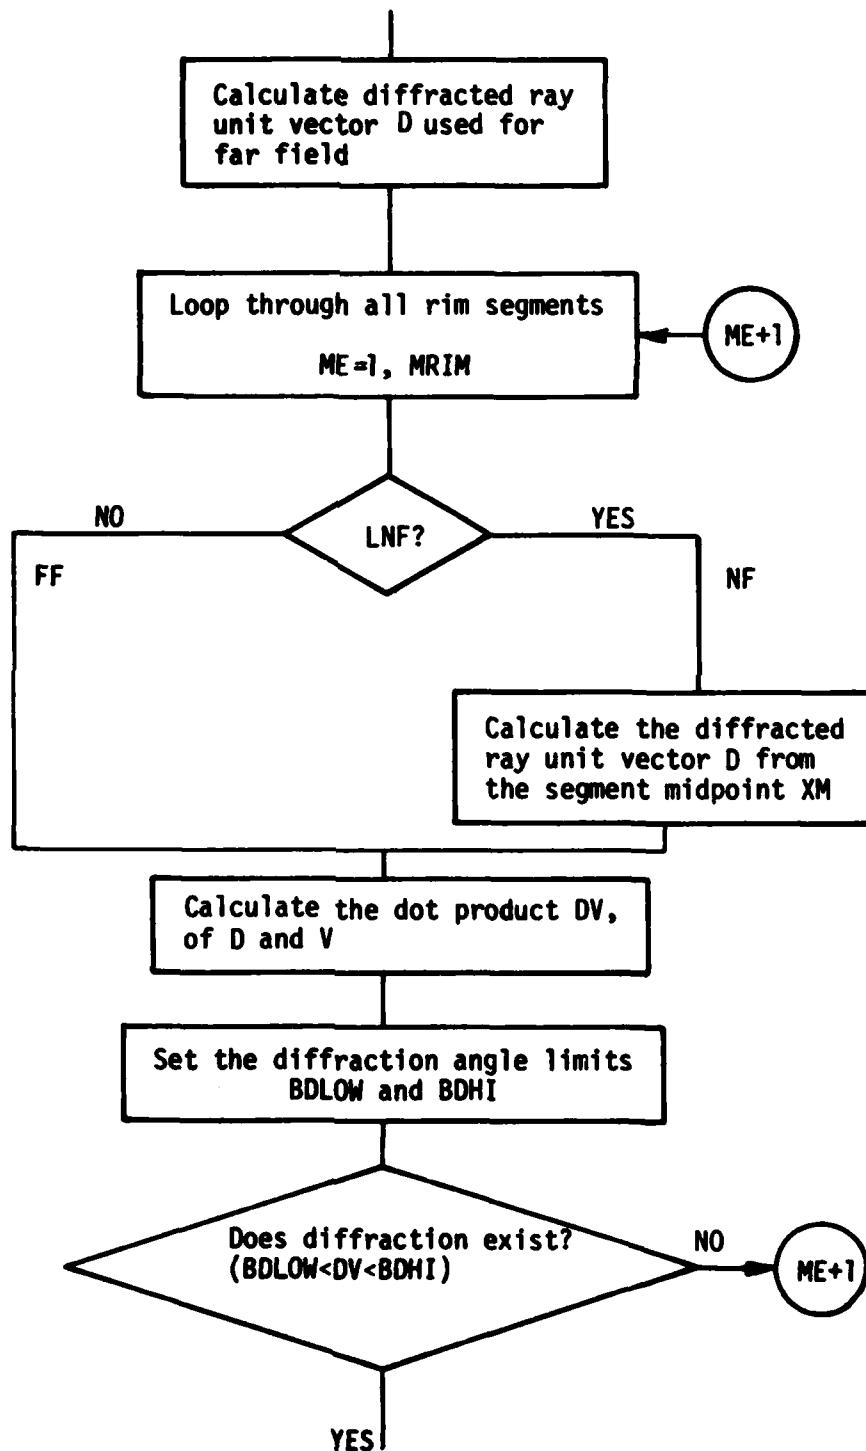 Calculate diffracted ray
unit vector D used for
far field
Loop through all rim segments
ME=1, MRIM
ME+1
LNF?
NO
YES
FF
NF
Calculate the diffracted
ray unit vector D from
the segment midpoint XM
Calculate the dot product DV,
of D and V
Set the diffraction angle limits
BDLOW and BDHI
Does diffraction exist?
(BDLOW<DV<BDHI)
NO
ME+1
YES